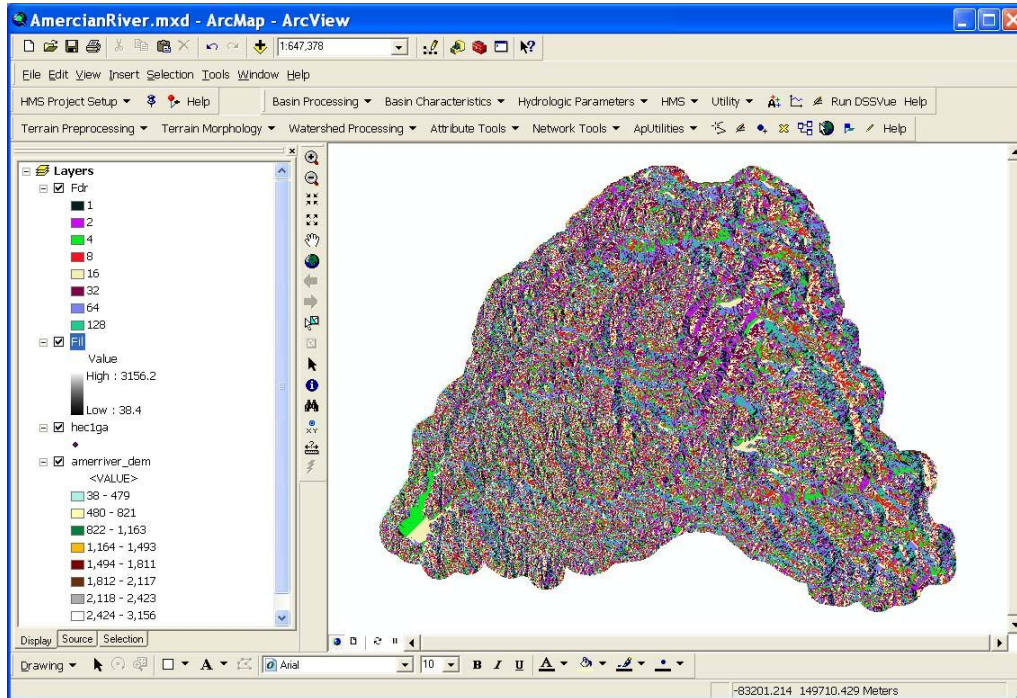 AmercianRiver.mxd - ArcMap - ArcView
1:647,378
File Edit View Insert Selection Tools Window Help
HMS Project Setup Help Basin Processing Basin Characteristics Hydrologic Parameters HMS Utility Run DSSVue Help
Terrain Preprocessing Terrain Morphology Watershed Processing Attribute Tools Network Tools ApUtilities Help
Layers
Fdr
1
2
4
8
16
32
64
128
Fil
Value
High : 3156.2
Low : 38.4
hec1ga
amerriver_dem
<VALUE>
38 - 479
480 - 821
822 - 1,163
1,164 - 1,493
1,494 - 1,811
1,812 - 2,117
2,118 - 2,423
2,424 - 3,156
Display Source Selection
Drawing A Arial 10 B I U A
-83201.214 149710.429 Meters